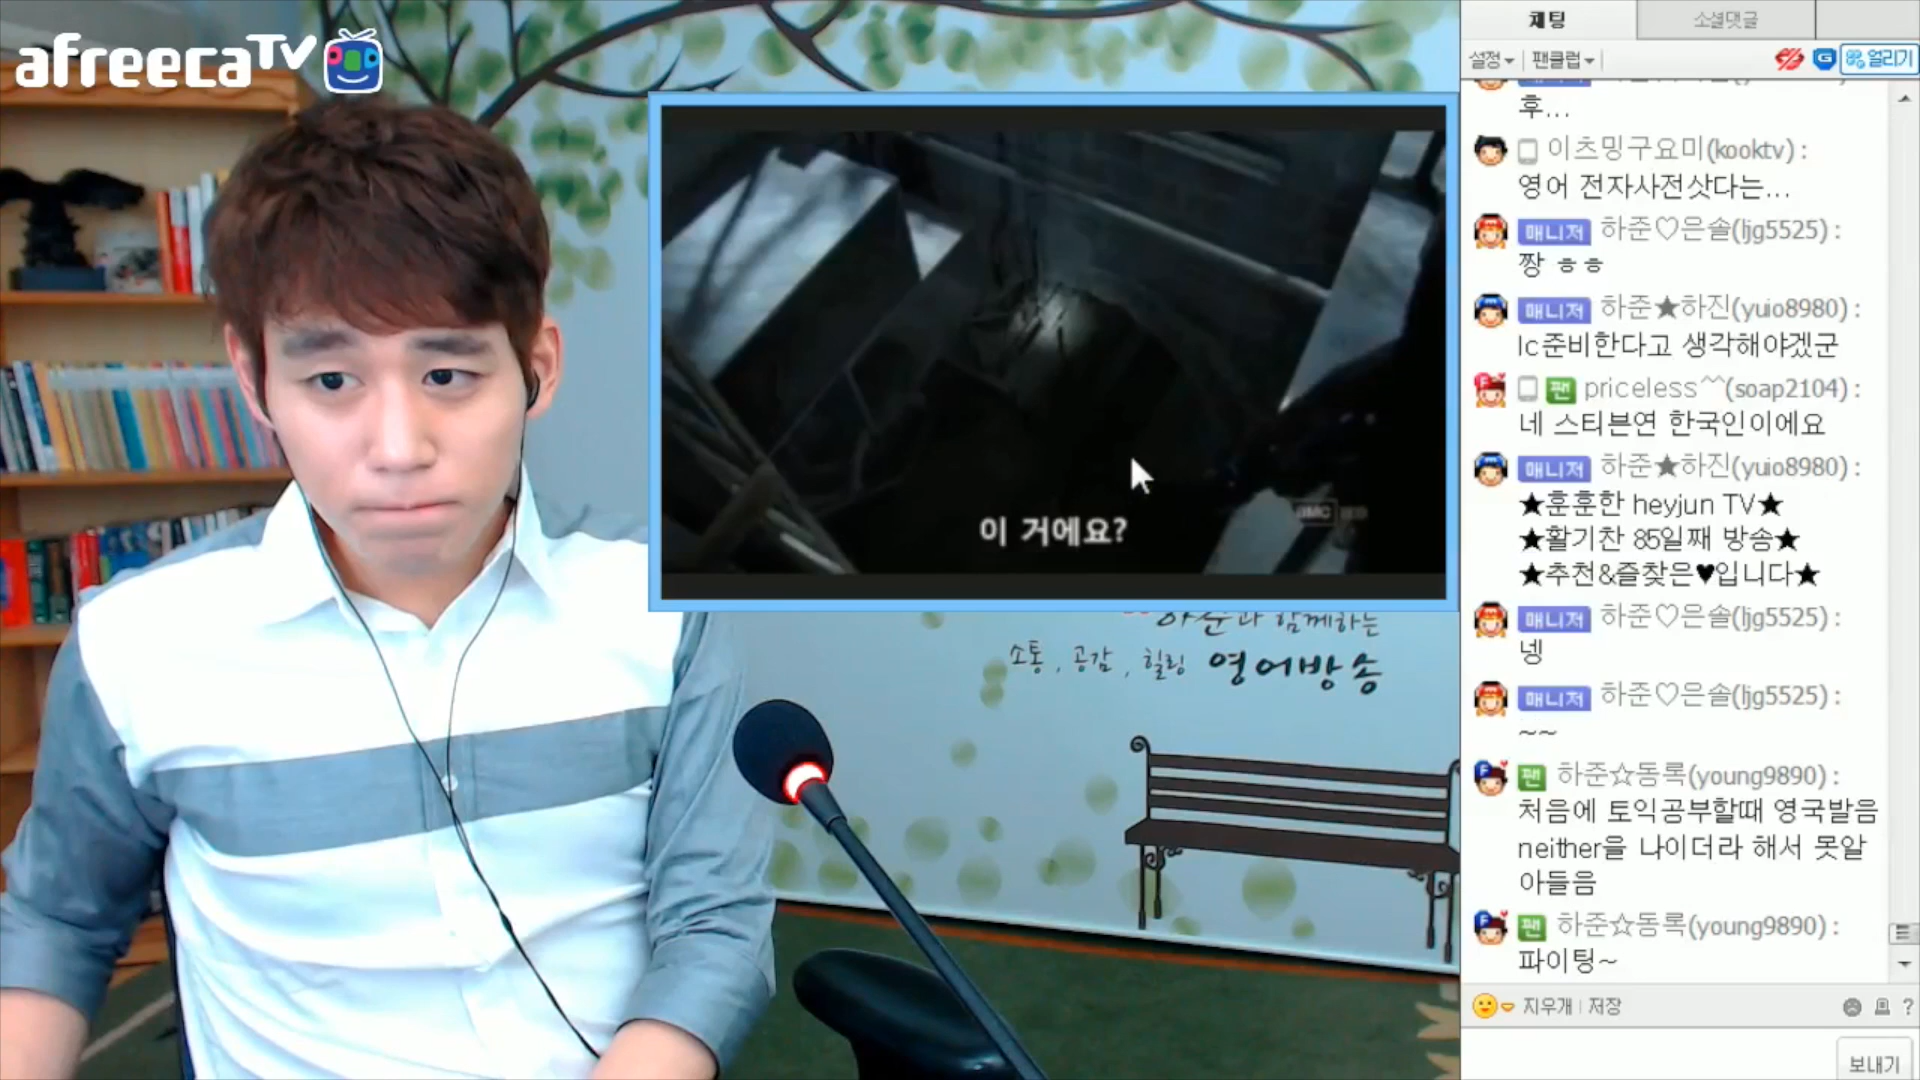 afreecaTV
이 거에요?
하준과 함께하는
소통, 공감, 힐링 영어방송
채팅
소셜댓글
설정
팬클럽
열리기
후...
이츠밍구요미(kooktv) :
영어 전자사전샀다는...
매니저 하준♡은솔(ljg5525) :
짱 ㅎㅎ
매니저 하준★하진(yuio8980) :
lc준비한다고 생각해야겠군
팬 priceless^^(soap2104) :
네 스티븐연 한국인이에요
매니저 하준★하진(yuio8980) :
★훈훈한 heyjun TV★
★활기찬 85일째 방송★
★추천&즐찾은♥입니다★
매니저 하준♡은솔(ljg5525) :
넹
매니저 하준♡은솔(ljg5525) :
~~
팬 하준☆동록(young9890) :
처음에 토익공부할때 영국발음
neither을 나이더라 해서 못알
아들음
팬 하준☆동록(young9890) :
파이팅~
지우개 | 저장
보내기